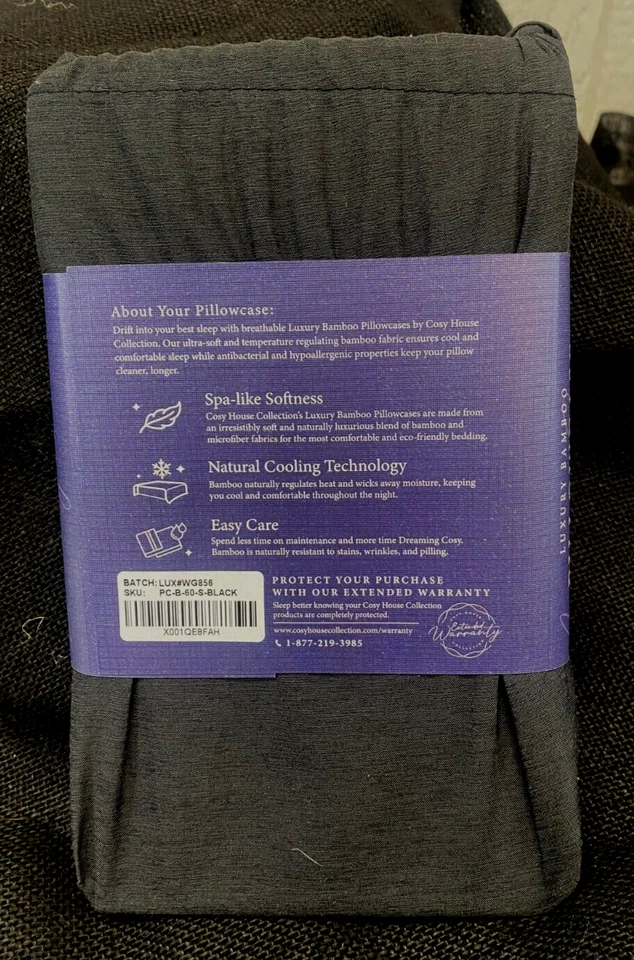 About Your Pillowcase:
Drift into your best sleep with breathable Luxury Bamboo Pillowcases by Cosy House
Collection. Our ultra-soft and temperature regulating bamboo fabric ensures cool and
comfortable sleep while antibacterial and hypoallergenic properties keep your pillow
cleaner, longer.
Spa-like Softness
Cosy House Collection's Luxury Bamboo Pillowcases are made from
an irresistibly soft and naturally luxurious blend of bamboo and
microfiber fabrics for the most comfortable and eco-friendly bedding.
Natural Cooling Technology
Bamboo naturally regulates heat and wicks away moisture, keeping
you cool and comfortable throughout the night.
Easy Care
Spend less time on maintenance and more time Dreaming Cosy.
Bamboo is naturally resistant to stains, wrinkles, and pilling.
BATCH: LUX#WG856
SKU: PC-B-60-S-BLACK
X001QE8FAH
PROTECT YOUR PURCHASE
WITH OUR EXTENDED WARRANTY
Sleep better knowing your Cosy House Collection
products are completely protected.
www.cosyhousecollection.com/warranty
1-877-219-3985
Extended
Warranty
LUXURY BAMBOO